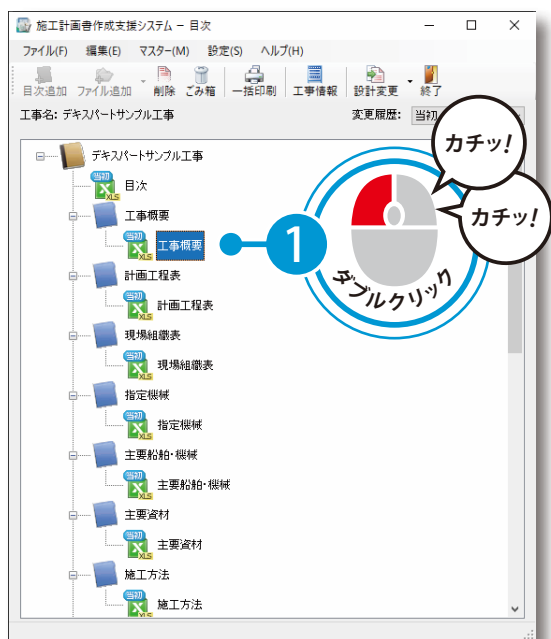 施工計画書作成支援システム － 目次
ファイル(F) 編集(E) マスター(M) 設定(S) ヘルプ(H)
目次追加 ファイル追加 削除 ごみ箱 一括印刷 工事情報 設計変更 終了
工事名: デキスパートサンプル工事 変更履歴: 当初
カチッ!
カチッ!
デキスパートサンプル工事
当初 XLS 目次
工事概要
当初 XLS 工事概要
1
ダブルクリック
計画工程表
当初 XLS 計画工程表
現場組織表
当初 XLS 現場組織表
指定機械
当初 XLS 指定機械
主要船舶・機械
当初 XLS 主要船舶・機械
主要資材
当初 XLS 主要資材
施工方法
当初 XLS 施工方法